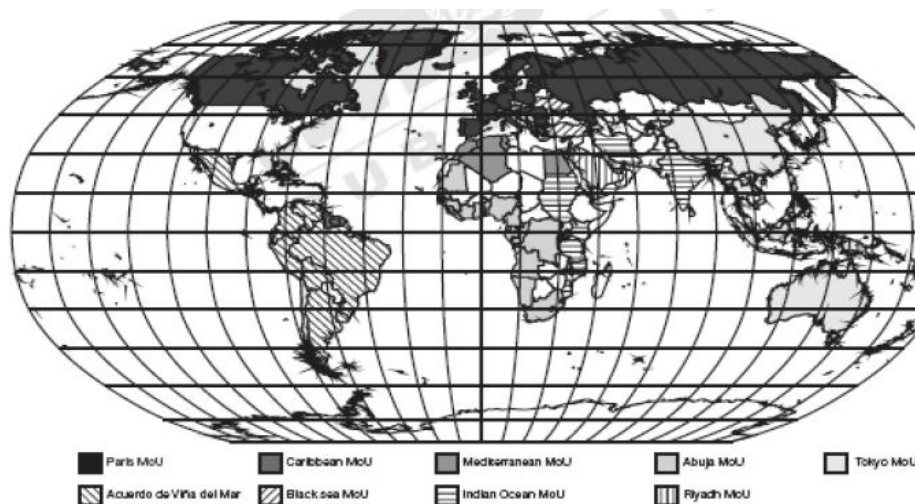 Paris MoU Caribbean MoU Mediterranean MoU Abuja MoU Tokyo MoU
Acuerdo de Viña del Mar Black sea MoU Indian Ocean MoU Riyadh MoU